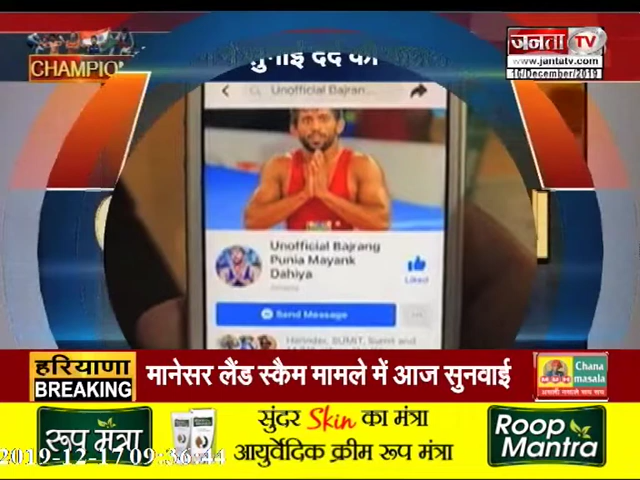 CHAMPIO
सुनाई दर्द की
जनता TV
www.jantatv.com
16/December/2019
Unofficial Bajran...
Unofficial Bajrang
Punia Mayank
Dahiya
Liked
Send Message
हरियाणा
BREAKING
मानेसर लैंड स्कैम मामले में आज सुनवाई
Chana
masala
रूप मंत्रा
सुंदर Skin का मंत्रा
आयुर्वेदिक क्रीम रूप मंत्रा
Roop
Mantra
2019-12-17 09:36:44